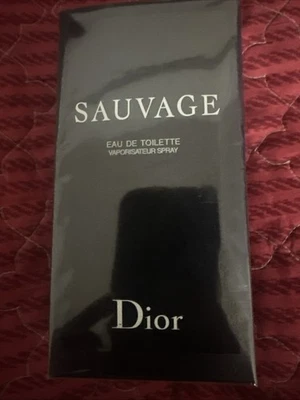 SAUVAGE
EAU DE TOILETTE
VAPORISATEUR SPRAY
Dior